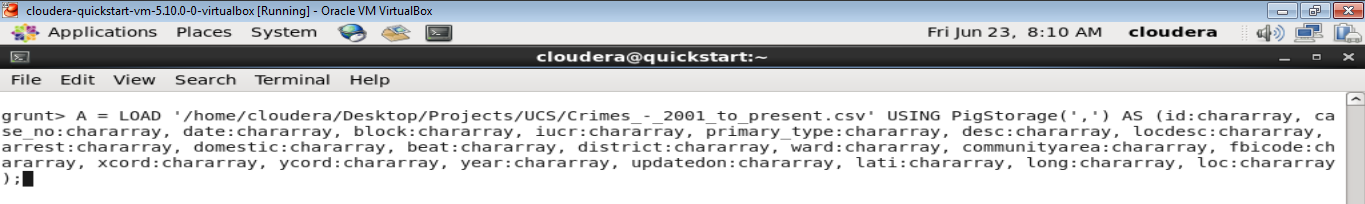 cloudera-quickstart-vm-5.10.0-0-virtualbox [Running] - Oracle VM VirtualBox
Applications Places System Fri Jun 23, 8:10 AM cloudera
cloudera@quickstart:~
File Edit View Search Terminal Help
grunt> A = LOAD '/home/cloudera/Desktop/Projects/UCS/Crimes_-_2001_to_present.csv' USING PigStorage(',') AS (id:chararray, ca
se_no:chararray, date:chararray, block:chararray, iucr:chararray, primary_type:chararray, desc:chararray, locdesc:chararray,
arrest:chararray, domestic:chararray, beat:chararray, district:chararray, ward:chararray, communityarea:chararray, fbicode:ch
ararray, xcord:chararray, ycord:chararray, year:chararray, updatedon:chararray, lati:chararray, long:chararray, loc:chararray
);